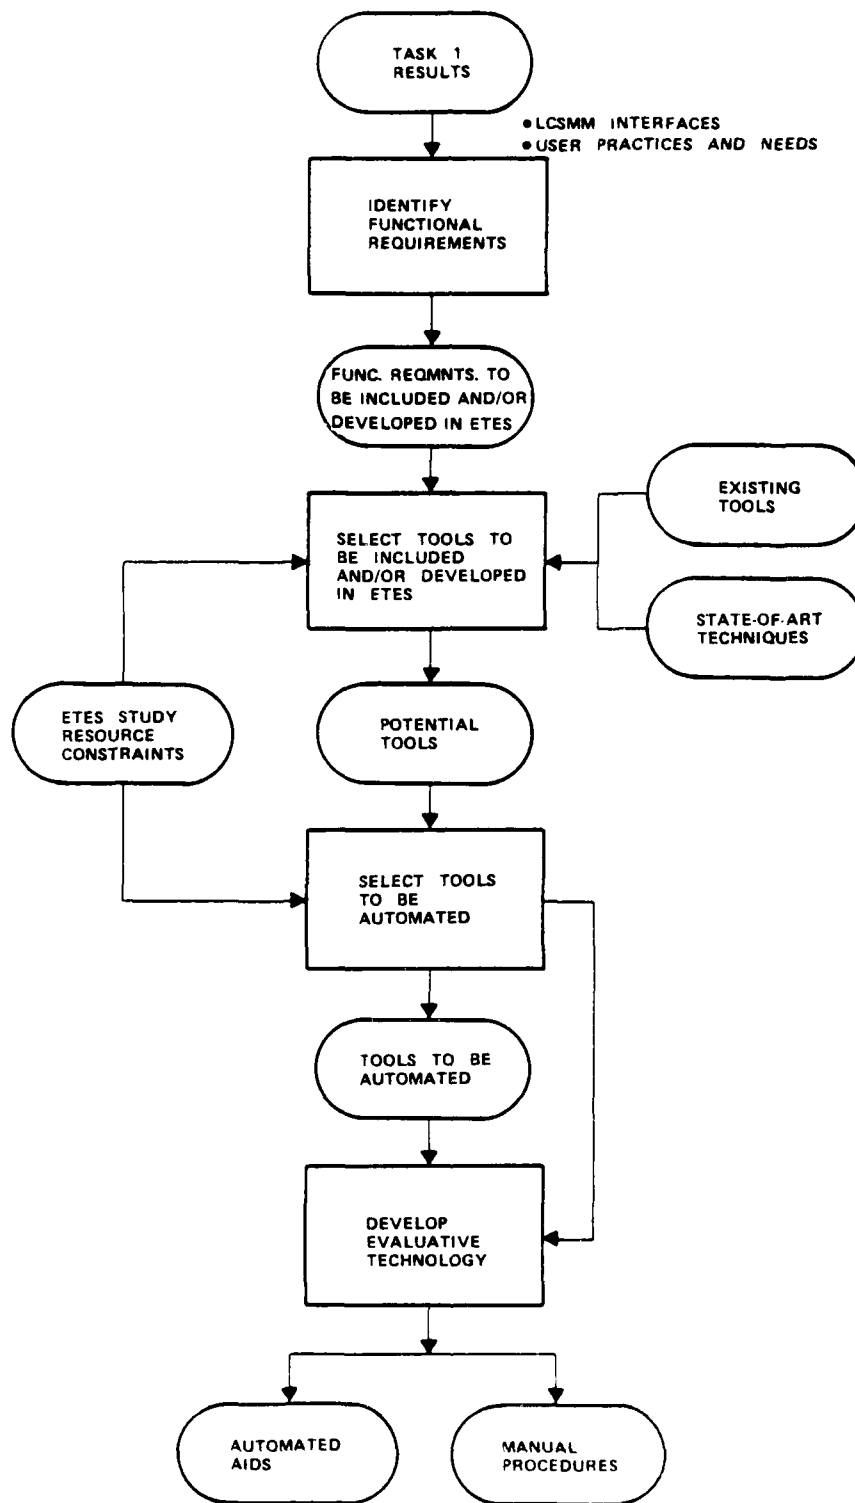 TASK 1
RESULTS
● LCSMM INTERFACES
● USER PRACTICES AND NEEDS
IDENTIFY
FUNCTIONAL
REQUIREMENTS
FUNC. REQMNTS. TO
BE INCLUDED AND/OR
DEVELOPED IN ETES
EXISTING
TOOLS
SELECT TOOLS TO
BE INCLUDED
AND/OR DEVELOPED
IN ETES
STATE-OF-ART
TECHNIQUES
ETES STUDY
RESOURCE
CONSTRAINTS
POTENTIAL
TOOLS
SELECT TOOLS
TO BE
AUTOMATED
TOOLS TO BE
AUTOMATED
DEVELOP
EVALUATIVE
TECHNOLOGY
AUTOMATED
AIDS
MANUAL
PROCEDURES